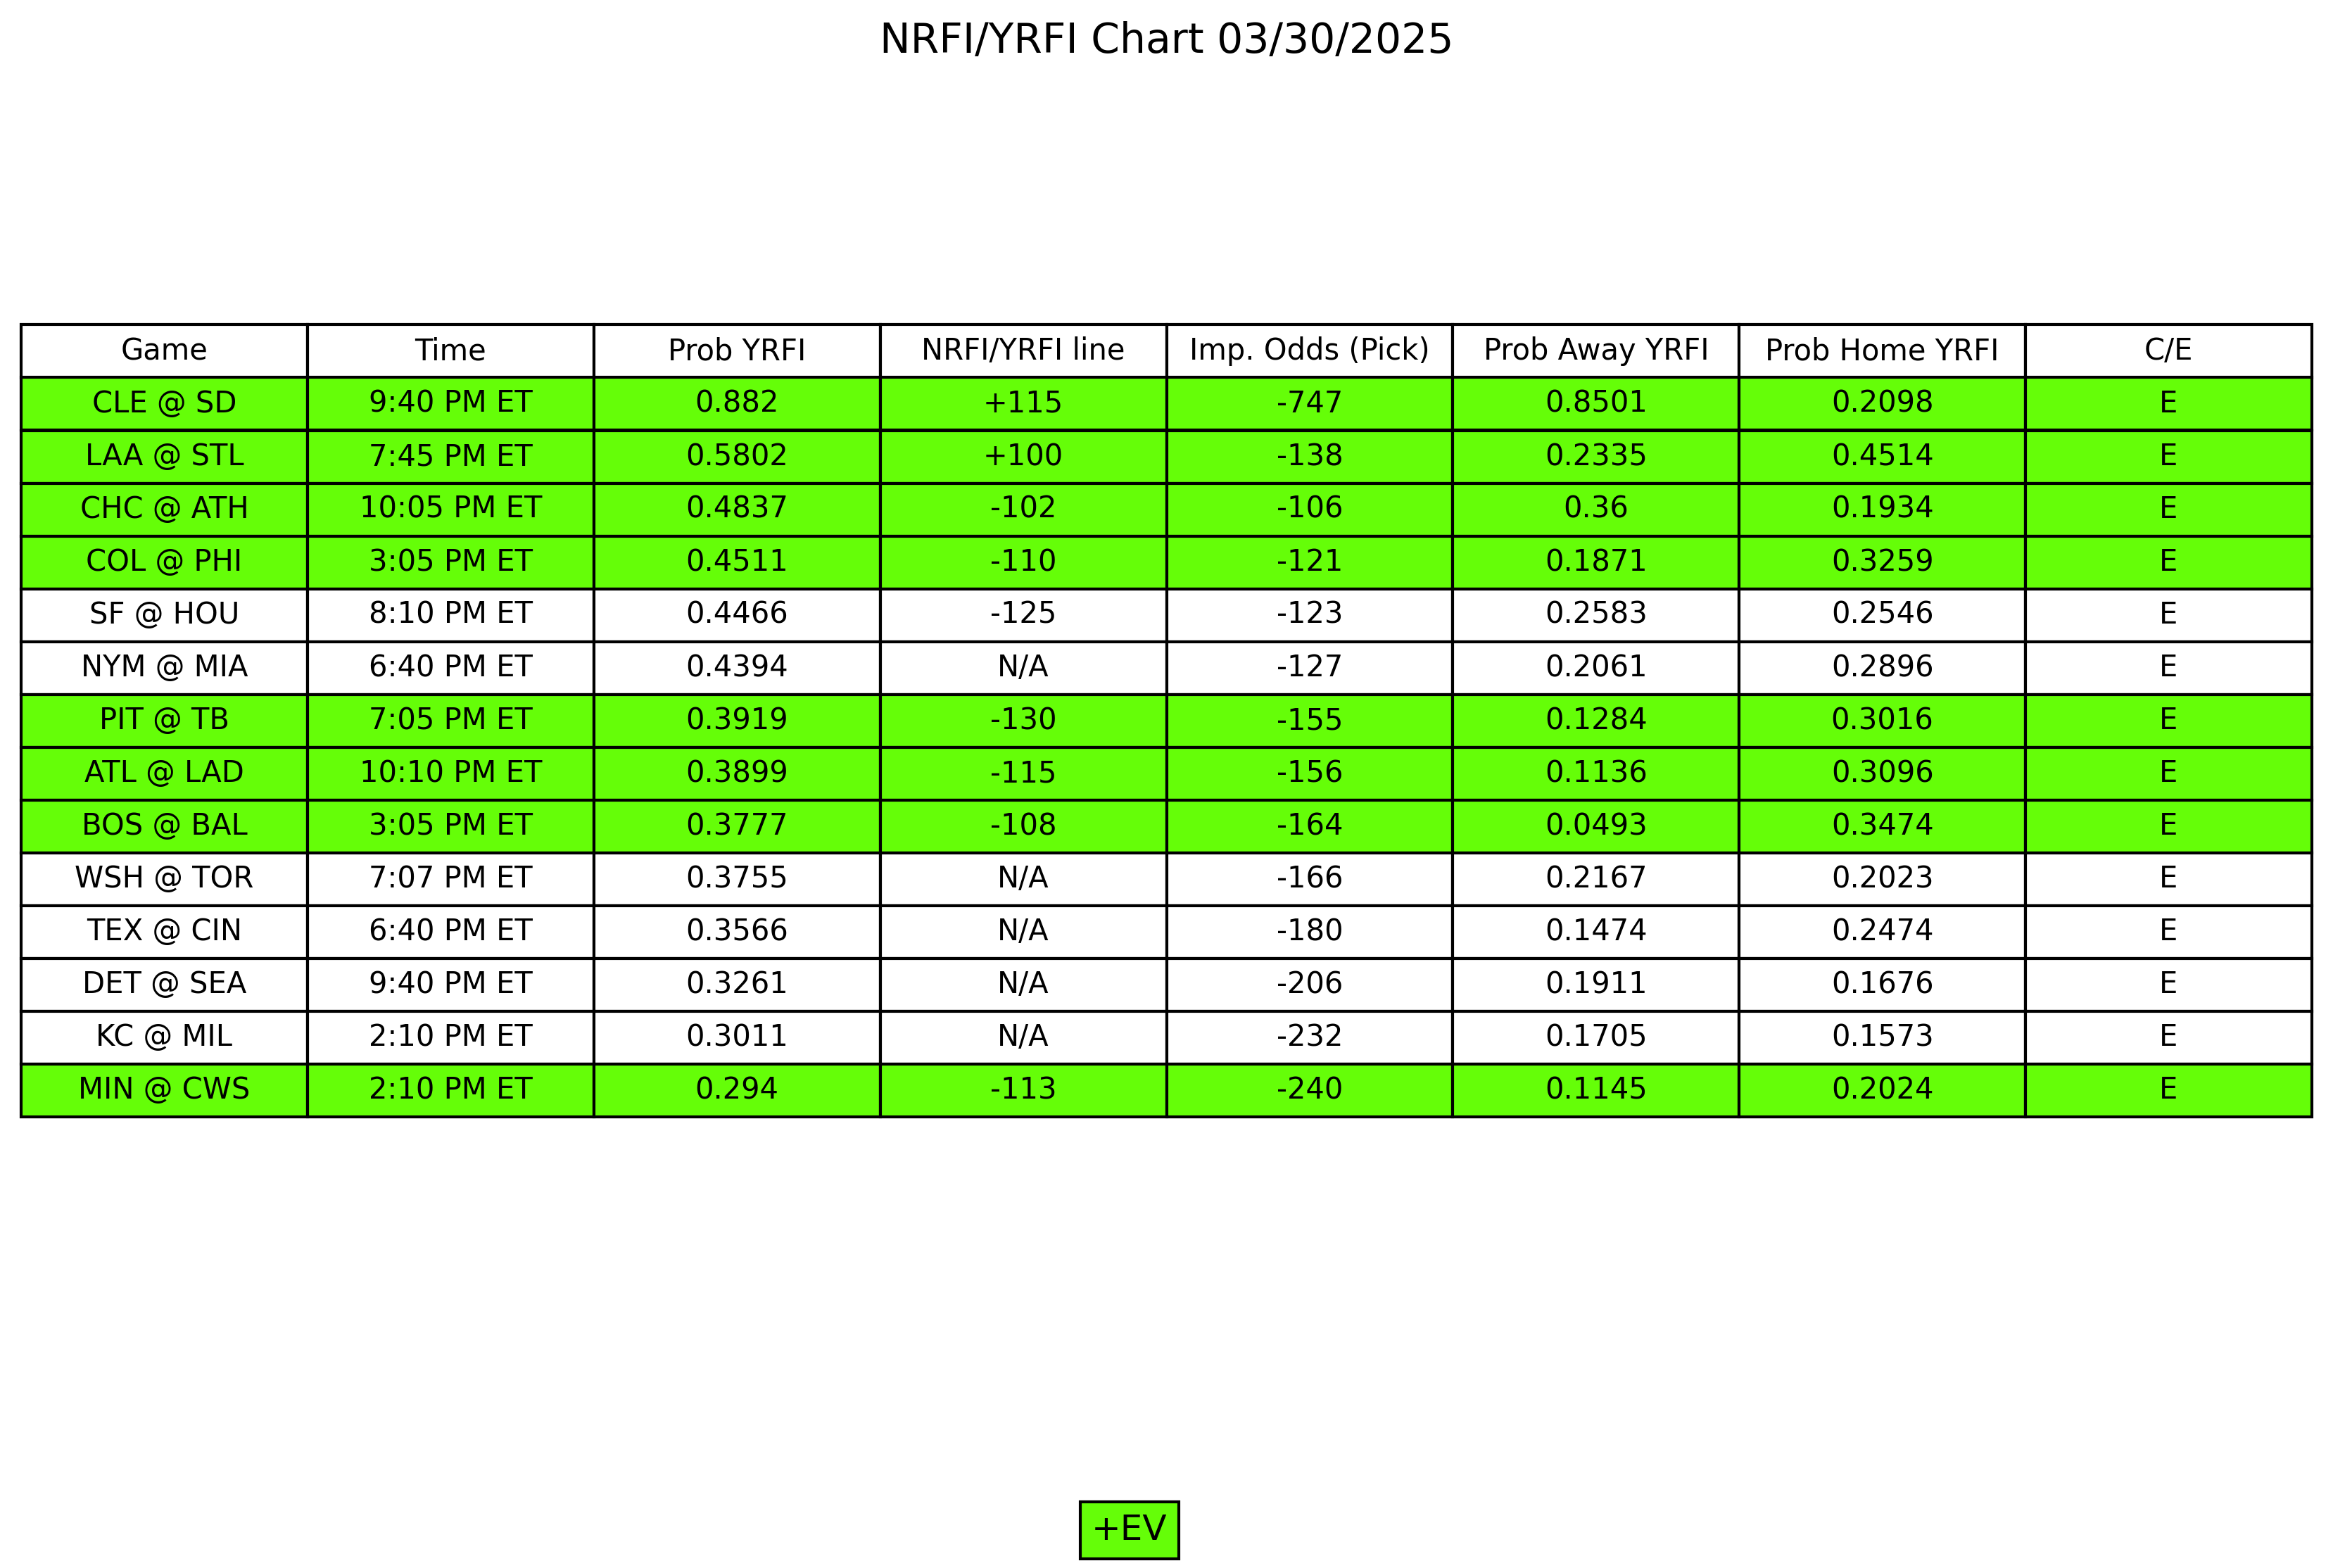 NRFI/YRFI Chart 03/30/2025
Game Time Prob YRFI NRFI/YRFI line Imp. Odds (Pick) Prob Away YRFI Prob Home YRFI C/E
CLE @ SD 9:40 PM ET 0.882 +115 -747 0.8501 0.2098 E
LAA @ STL 7:45 PM ET 0.5802 +100 -138 0.2335 0.4514 E
CHC @ ATH 10:05 PM ET 0.4837 -102 -106 0.36 0.1934 E
COL @ PHI 3:05 PM ET 0.4511 -110 -121 0.1871 0.3259 E
SF @ HOU 8:10 PM ET 0.4466 -125 -123 0.2583 0.2546 E
NYM @ MIA 6:40 PM ET 0.4394 N/A -127 0.2061 0.2896 E
PIT @ TB 7:05 PM ET 0.3919 -130 -155 0.1284 0.3016 E
ATL @ LAD 10:10 PM ET 0.3899 -115 -156 0.1136 0.3096 E
BOS @ BAL 3:05 PM ET 0.3777 -108 -164 0.0493 0.3474 E
WSH @ TOR 7:07 PM ET 0.3755 N/A -166 0.2167 0.2023 E
TEX @ CIN 6:40 PM ET 0.3566 N/A -180 0.1474 0.2474 E
DET @ SEA 9:40 PM ET 0.3261 N/A -206 0.1911 0.1676 E
KC @ MIL 2:10 PM ET 0.3011 N/A -232 0.1705 0.1573 E
MIN @ CWS 2:10 PM ET 0.294 -113 -240 0.1145 0.2024 E
+EV